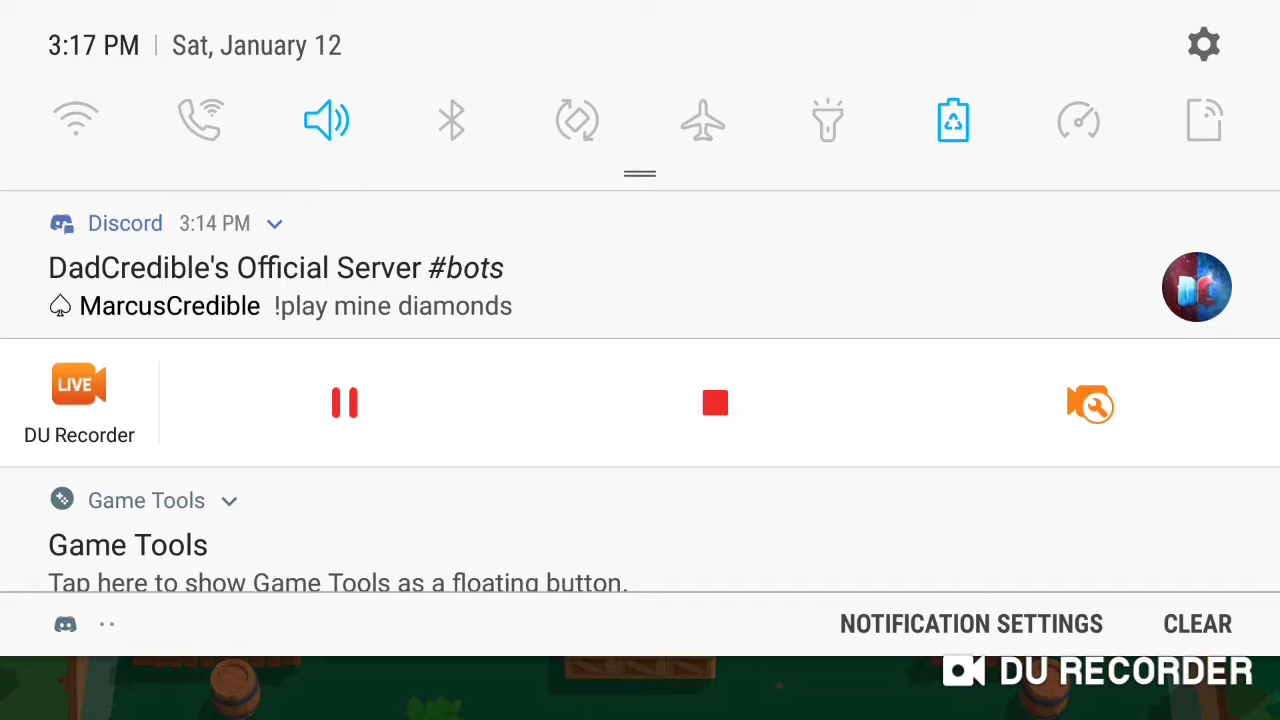 3:17 PM | Sat, January 12
Discord 3:14 PM
DadCredible's Official Server #bots
♤ MarcusCredible !play mine diamonds
DC
LIVE
DU Recorder
Game Tools
Game Tools
Tap here to show Game Tools as a floating button.
NOTIFICATION SETTINGS CLEAR
DU RECORDER